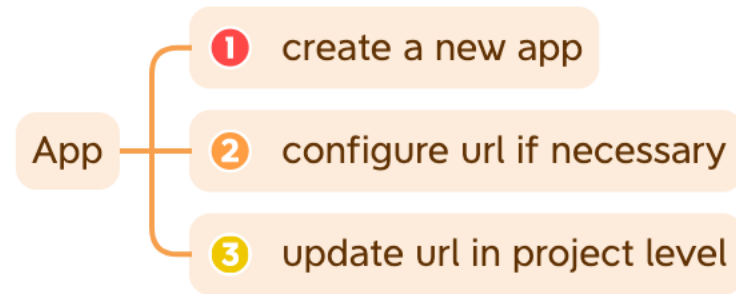 App
1 create a new app
2 configure url if necessary
3 update url in project level